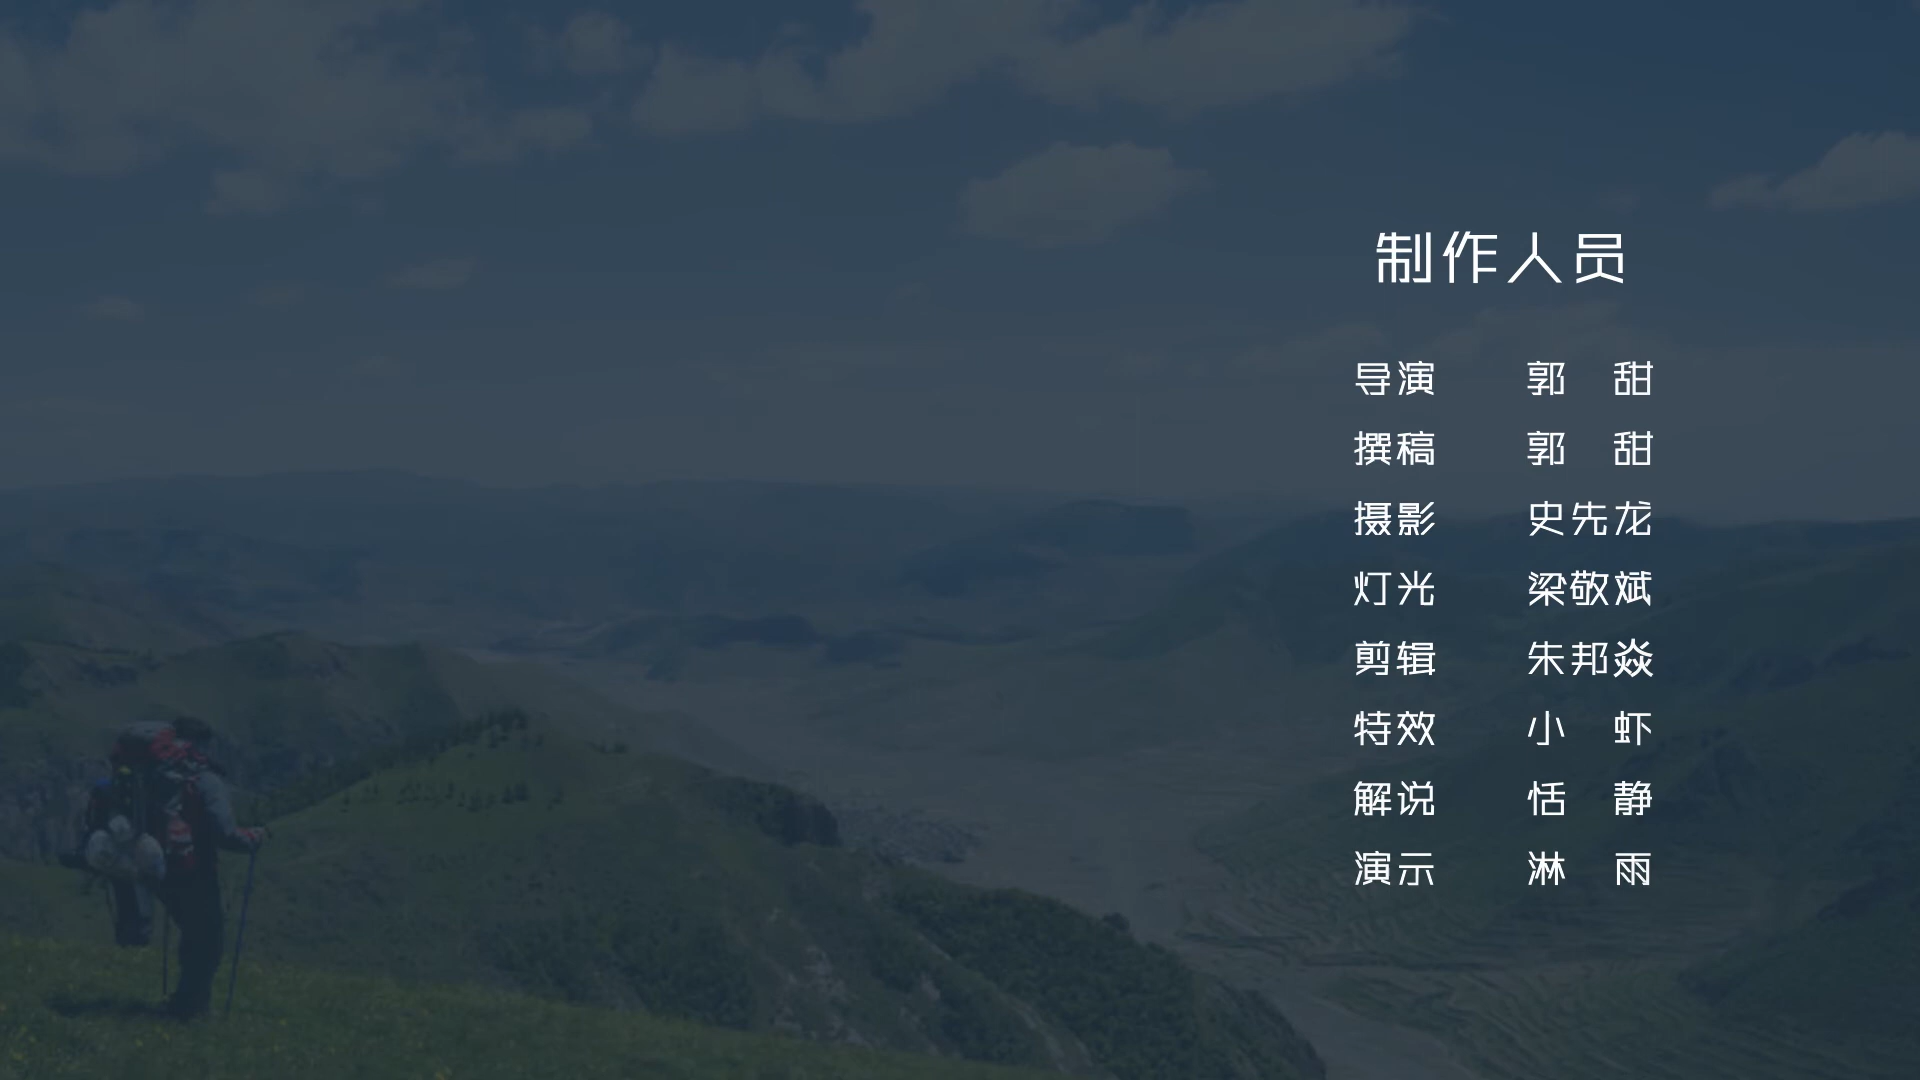 制作人员
导演 郭 甜
撰稿 郭 甜
摄影 史先龙
灯光 梁敬斌
剪辑 朱邦焱
特效 小 虾
解说 恬 静
演示 淋 雨